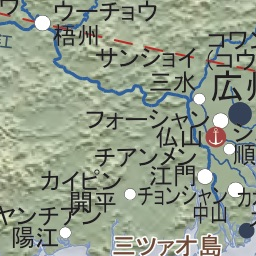 ウーチョウ
梧州
江
サンショイ
三水
広
フォーシャン
仏山
順
チアンメン
江門
カイピン
開平
チョンシャン
中山
ヤンチアン
陽江
三ツァオ島